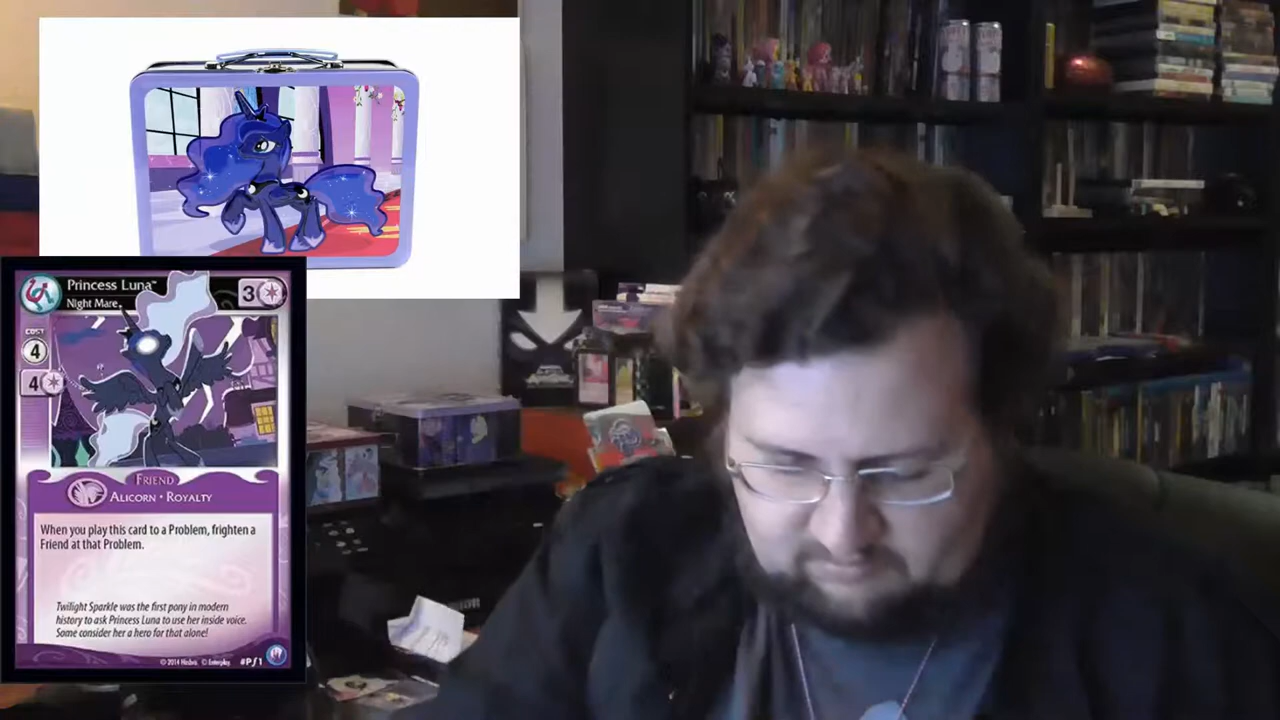 Princess Luna™
Night Mare
3
COST
4
4
FRIEND
ALICORN • ROYALTY
When you play this card to a Problem, frighten a
Friend at that Problem.
Twilight Sparkle was the first pony in modern
history to ask Princess Luna to use her inside voice.
Some consider her a hero for that alone!
© 2014 Hasbro. © Enterplay
#Pƒ1